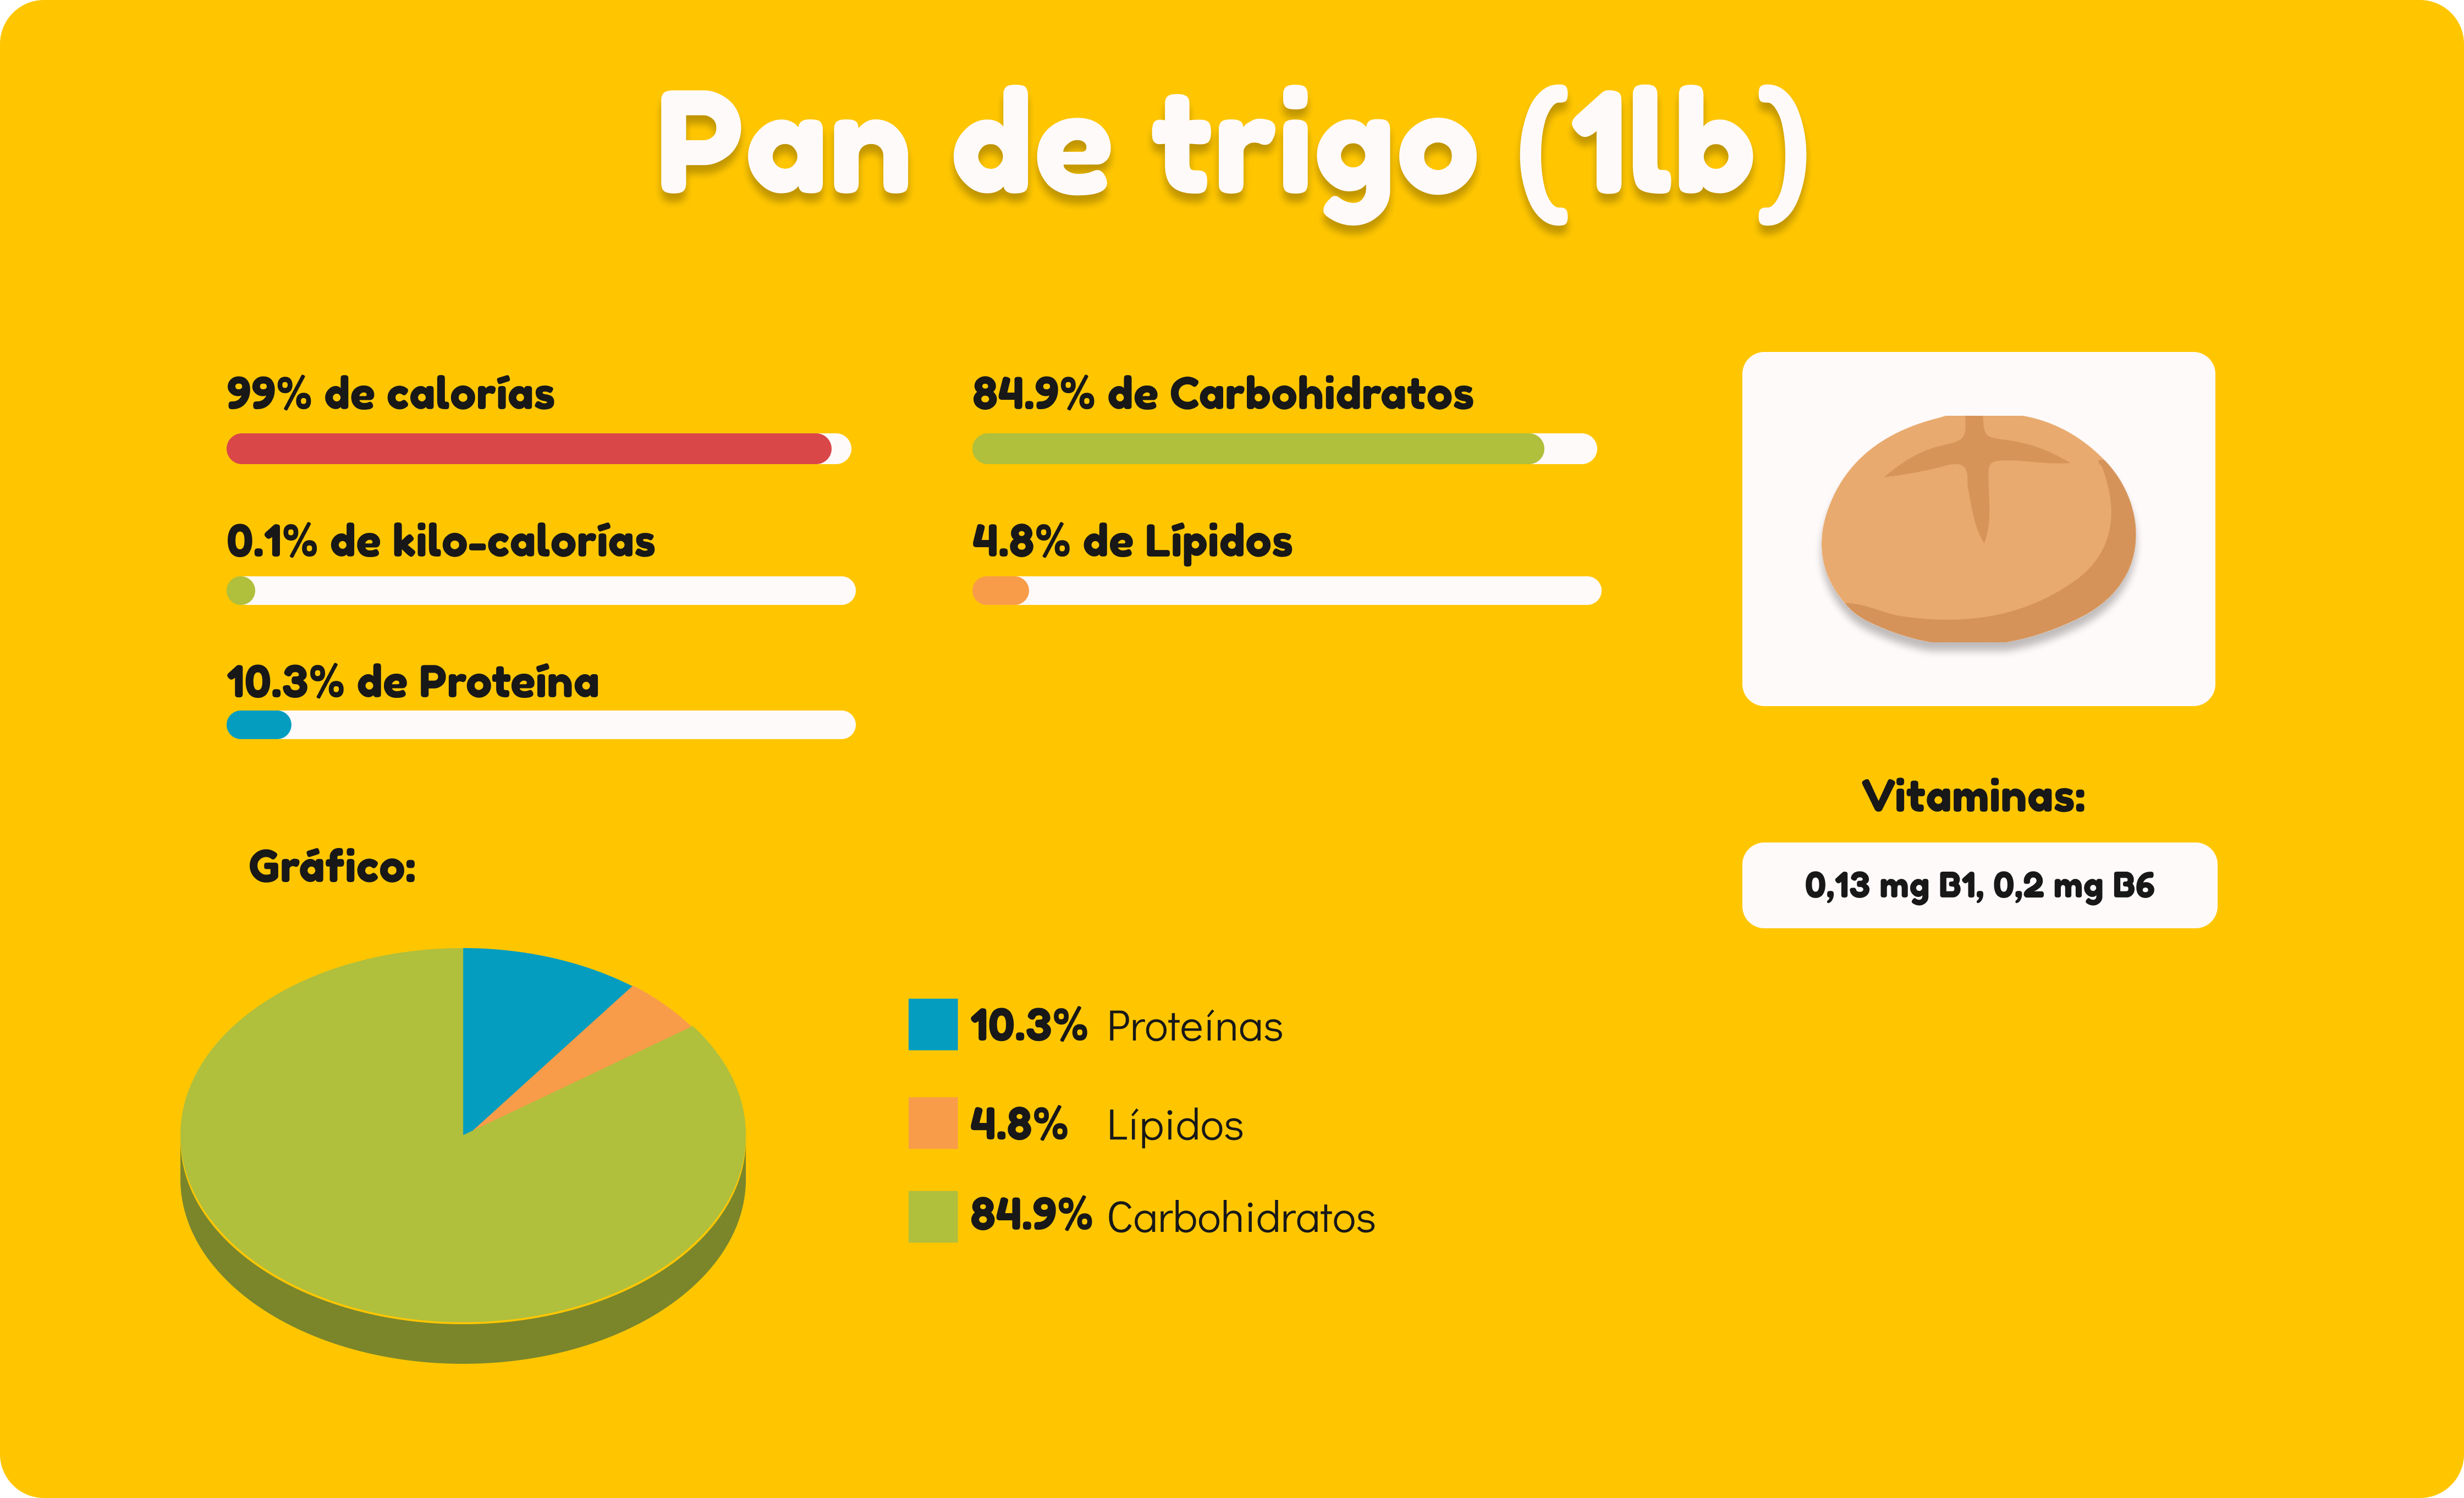 Pan de trigo (1lb)
99% de calorías
84.9% de Carbohidratos
0.1% de kilo-calorías
4.8% de Lípidos
10.3% de Proteína
Vitaminas:
0,13 mg B1, 0,2 mg B6
Gráfico:
10.3% Proteínas
4.8% Lípidos
84.9% Carbohidratos